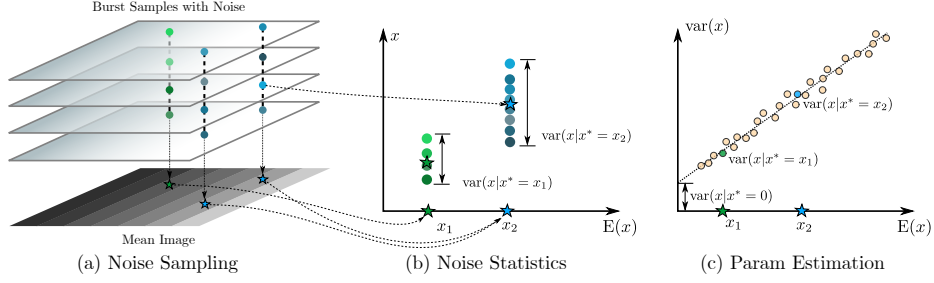 Burst Samples with Noise
Mean Image
(a) Noise Sampling
x
var(x|x* = x₂)
var(x|x* = x₁)
x₁
x₂
E(x)
(b) Noise Statistics
var(x)
var(x|x* = x₂)
var(x|x* = x₁)
var(x|x* = 0)
x₁
x₂
E(x)
(c) Param Estimation